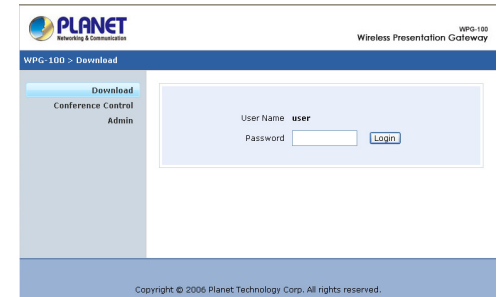 PLANET
Networking & Communication
WPG-100
Wireless Presentation Gateway
WPG-100 > Download
Download
Conference Control
Admin
User Name user
Password
Login
Copyright © 2006 Planet Technology Corp. All rights reserved.